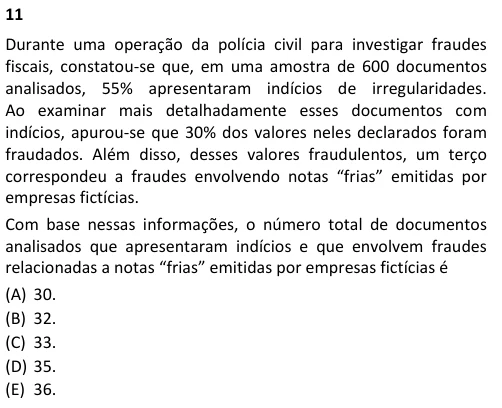 11
Durante uma operação da polícia civil para investigar fraudes
fiscais, constatou-se que, em uma amostra de 600 documentos
analisados, 55% apresentaram indícios de irregularidades.
Ao examinar mais detalhadamente esses documentos com
indícios, apurou-se que 30% dos valores neles declarados foram
fraudados. Além disso, desses valores fraudulentos, um terço
correspondeu a fraudes envolvendo notas “frias” emitidas por
empresas fictícias.
Com base nessas informações, o número total de documentos
analisados que apresentaram indícios e que envolvem fraudes
relacionadas a notas “frias” emitidas por empresas fictícias é
(A) 30.
(B) 32.
(C) 33.
(D) 35.
(E) 36.